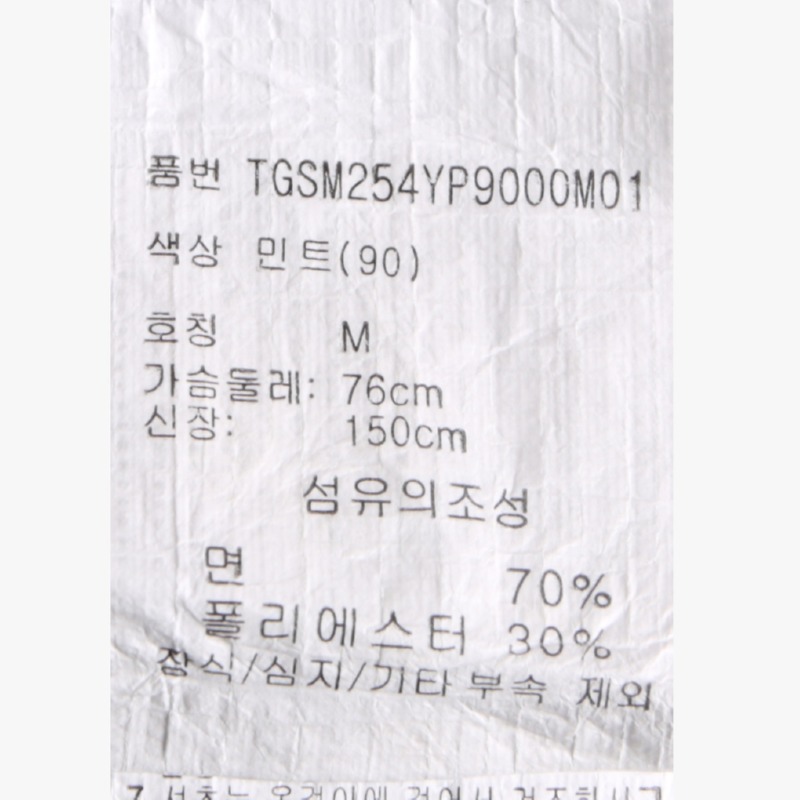 품번 TGSM254YP9000M01
색상 민트(90)
호칭 M
가슴둘레: 76cm
신장: 150cm
섬유의조성
면 70%
폴리에스터 30%
장식/심지/기타 부속 제외
7